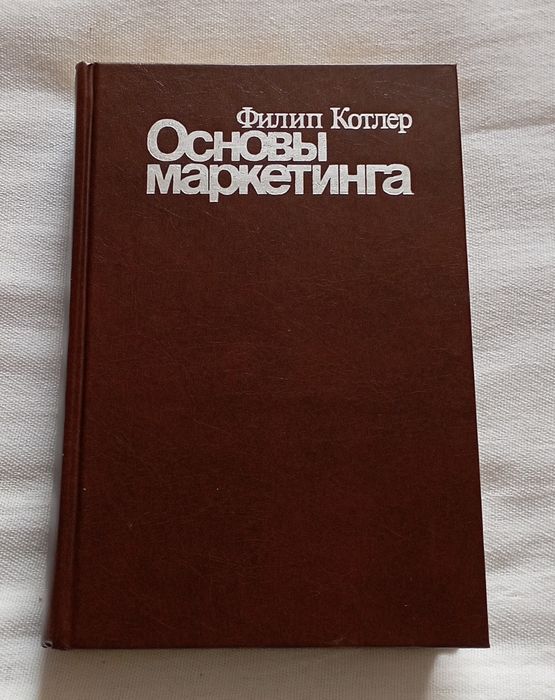 Филип Котлер
Основы
маркетинга